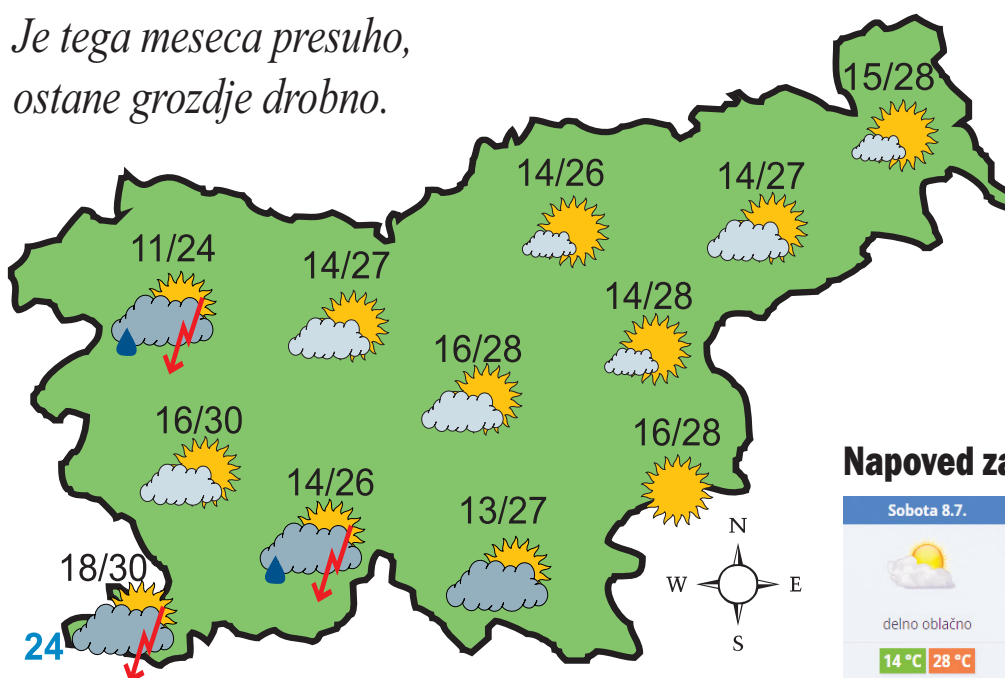 Je tega meseca presuho,
ostane grozdje drobno.
15/28
14/26
14/27
11/24
14/27
14/28
16/28
16/30
16/28
14/26
13/27
18/30
24
N
W E
S
Napoved za
Sobota 8.7.
delno oblačno
14 °C 28 °C